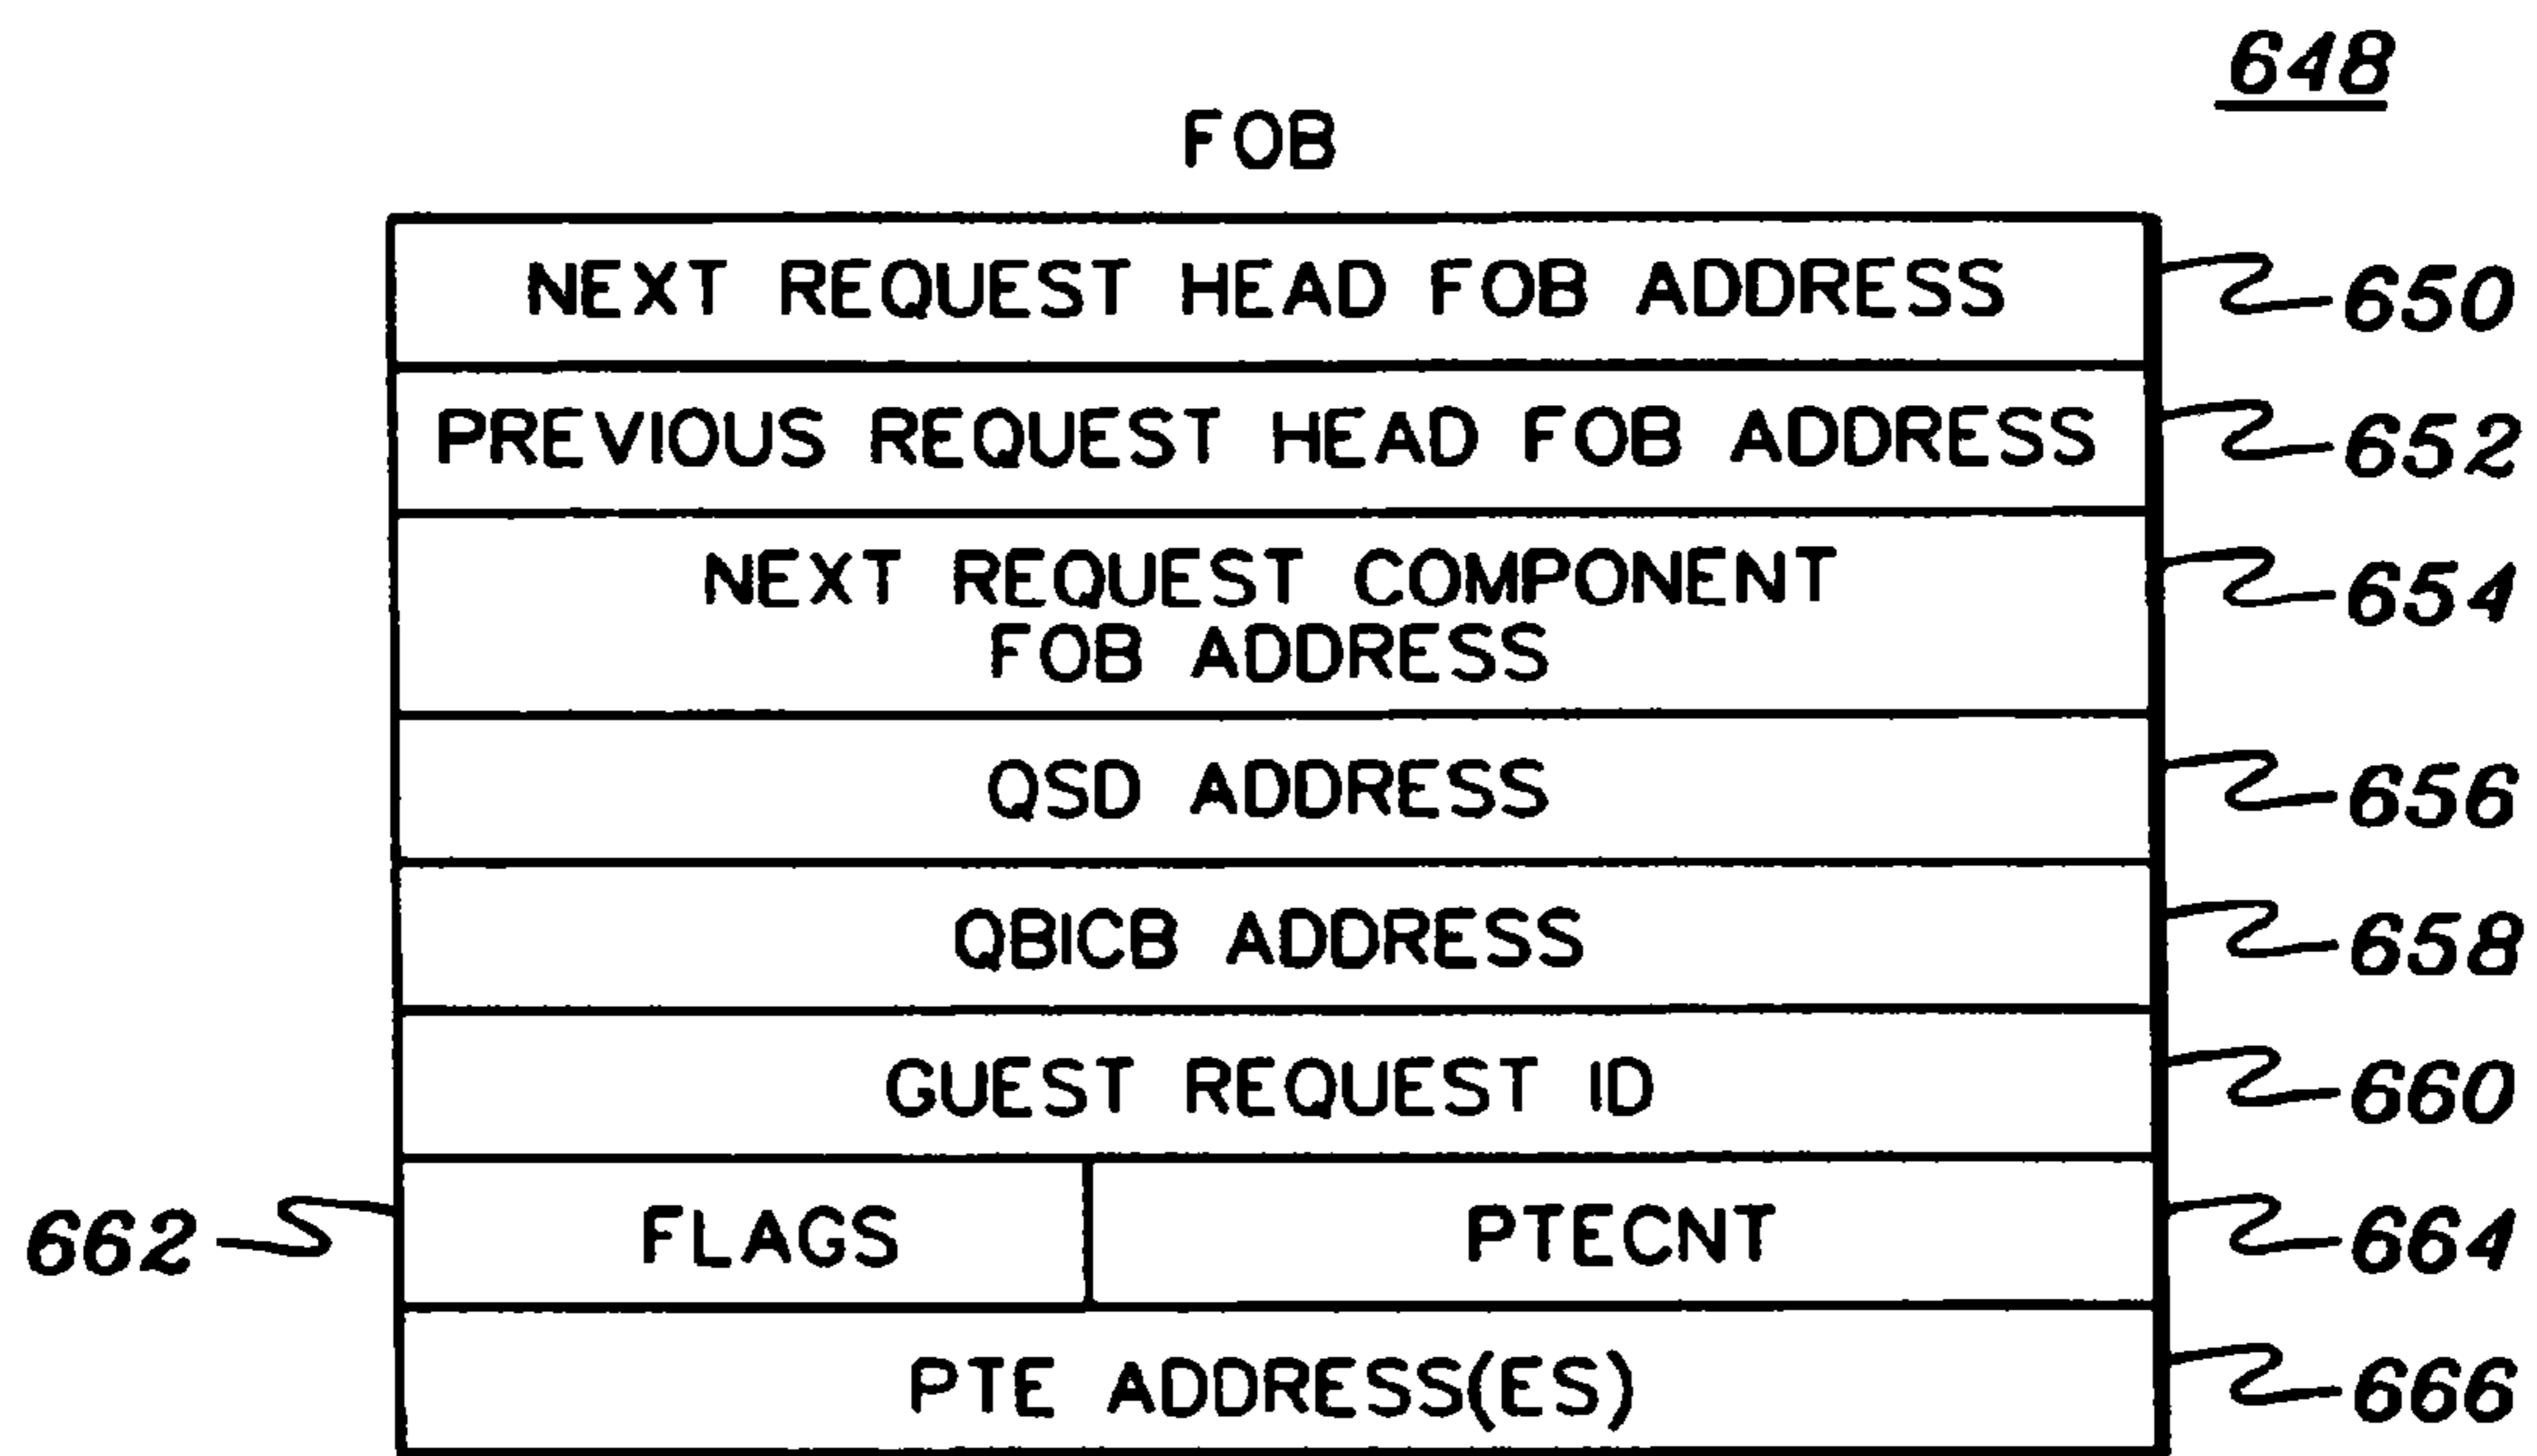 648
FOB
NEXT REQUEST HEAD FOB ADDRESS 650
PREVIOUS REQUEST HEAD FOB ADDRESS 652
NEXT REQUEST COMPONENT 654
FOB ADDRESS
QSD ADDRESS 656
QBICB ADDRESS 658
GUEST REQUEST ID 660
662 FLAGS PTECNT 664
PTE ADDRESS(ES) 666